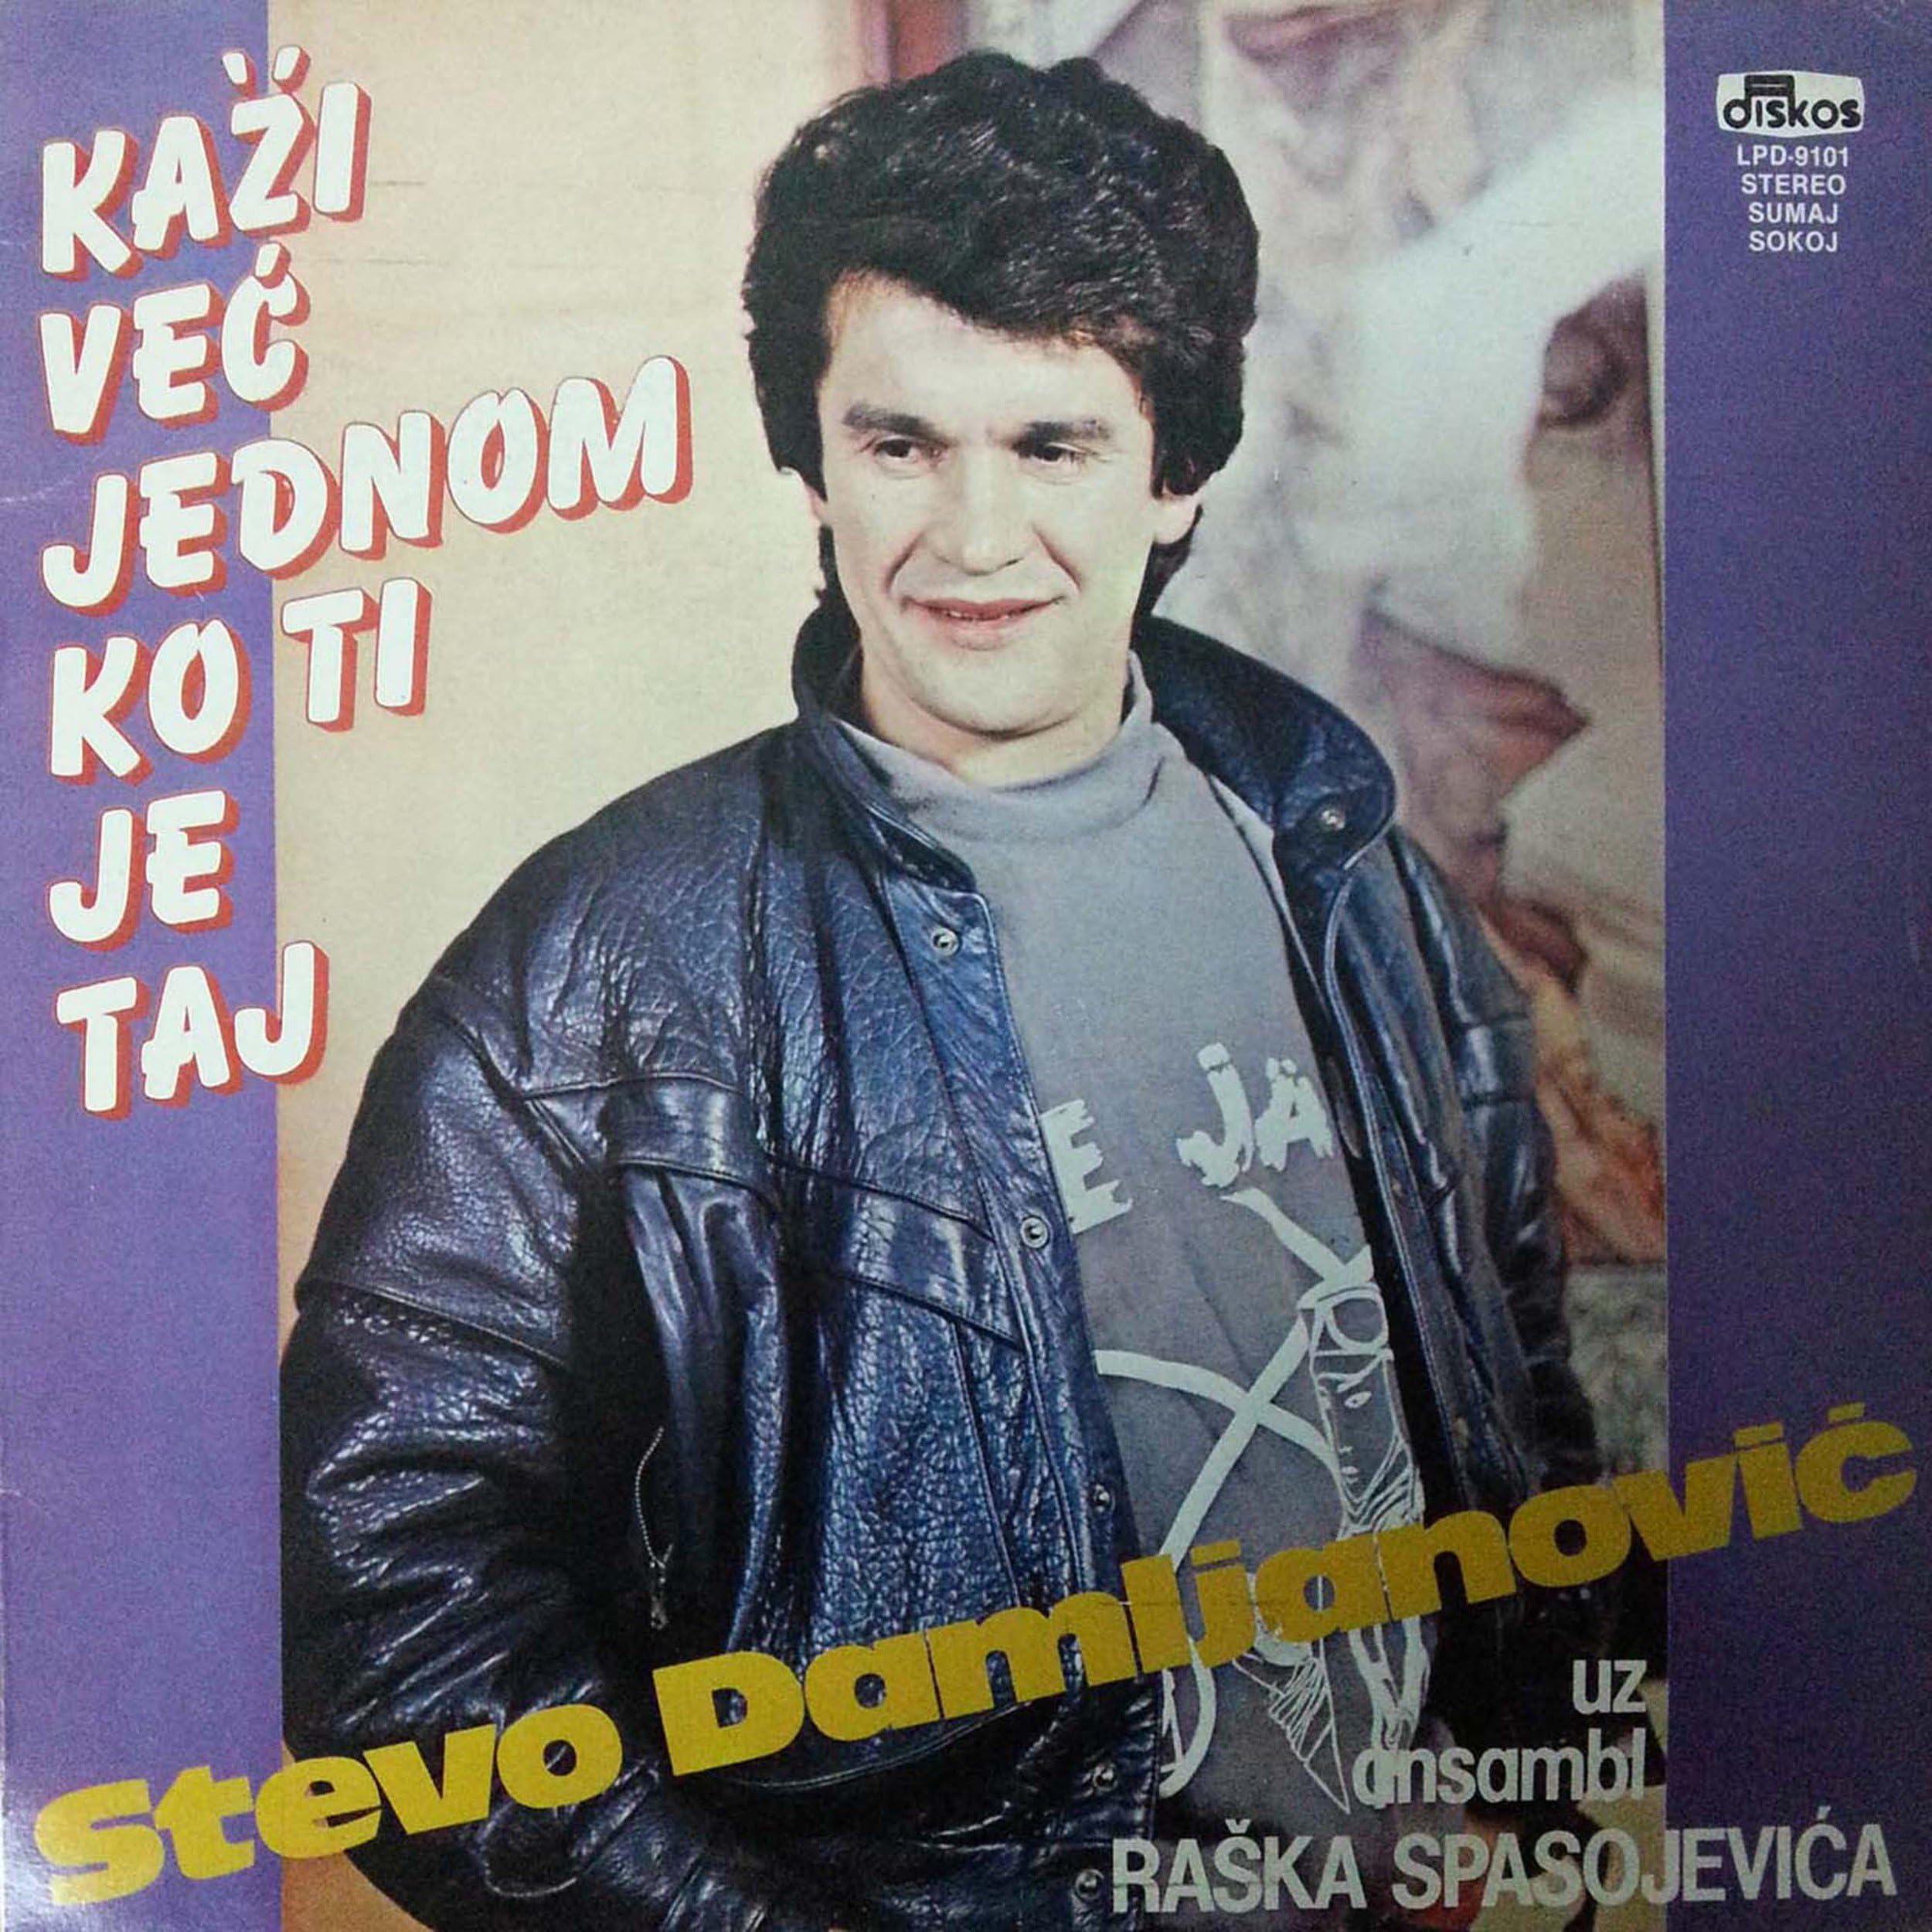 KAŽI
VEĆ
JEDNOM
KO TI
JE
TAJ
diskos
LPD-9101
STEREO
SUMAJ
SOKOJ
E JA
Stevo Damljanović
uz
ansambl
RAŠKA SPASOJEVIĆA